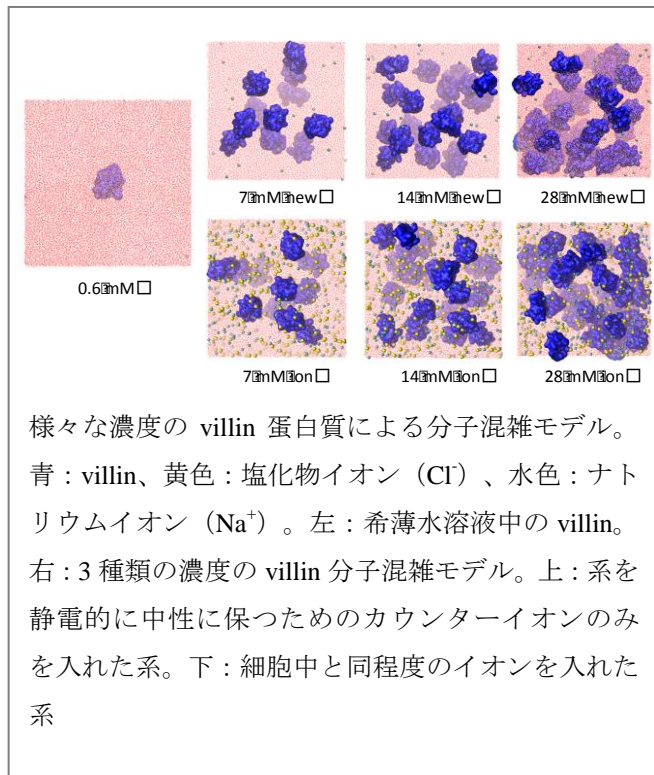 7 mM new
14 mM new
28 mM new
0.6 mM
7 mM ion
14 mM ion
28 mM ion
様々な濃度の villin 蛋白質による分子混雑モデル。
青：villin、黄色：塩化物イオン（Cl-）、水色：ナト
リウムイオン（Na+）。左：希薄水溶液中の villin。
右：3 種類の濃度の villin 分子混雑モデル。上：系を
静電的に中性に保つためのカウンターイオンのみ
を入れた系。下：細胞中と同程度のイオンを入れた
系